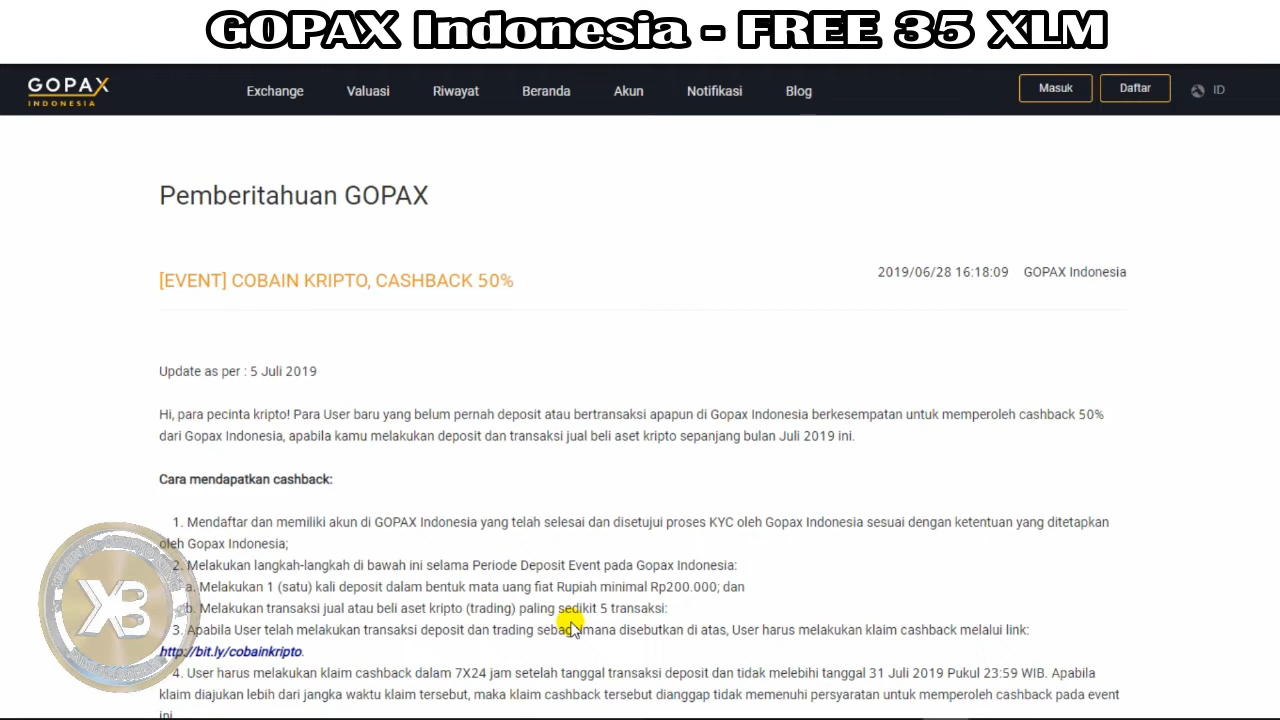 GOPAX Indonesia - FREE 35 XLM
GOPAX
INDONESIA
Exchange Valuasi Riwayat Beranda Akun Notifikasi Blog Masuk Daftar ID
Pemberitahuan GOPAX
[EVENT] COBAIN KRIPTO, CASHBACK 50%
2019/06/28 16:18:09 GOPAX Indonesia
Update as per : 5 Juli 2019
Hi, para pecinta kripto! Para User baru yang belum pernah deposit atau bertransaksi apapun di Gopax Indonesia berkesempatan untuk memperoleh cashback 50%
dari Gopax Indonesia, apabila kamu melakukan deposit dan transaksi jual beli aset kripto sepanjang bulan Juli 2019 ini.
Cara mendapatkan cashback:
1. Mendaftar dan memiliki akun di GOPAX Indonesia yang telah selesai dan disetujui proses KYC oleh Gopax Indonesia sesuai dengan ketentuan yang ditetapkan
oleh Gopax Indonesia;
2. Melakukan langkah-langkah di bawah ini selama Periode Deposit Event pada Gopax Indonesia:
a. Melakukan 1 (satu) kali deposit dalam bentuk mata uang fiat Rupiah minimal Rp200.000; dan
b. Melakukan transaksi jual atau beli aset kripto (trading) paling sedikit 5 transaksi:
3. Apabila User telah melakukan transaksi deposit dan trading sebagaimana disebutkan di atas, User harus melakukan klaim cashback melalui link:
http://bit.ly/cobainkripto.
4. User harus melakukan klaim cashback dalam 7X24 jam setelah tanggal transaksi deposit dan tidak melebihi tanggal 31 Juli 2019 Pukul 23:59 WIB. Apabila
klaim diajukan lebih dari jangka waktu klaim tersebut, maka klaim cashback tersebut dianggap tidak memenuhi persyaratan untuk memperoleh cashback pada event
ini.
XB